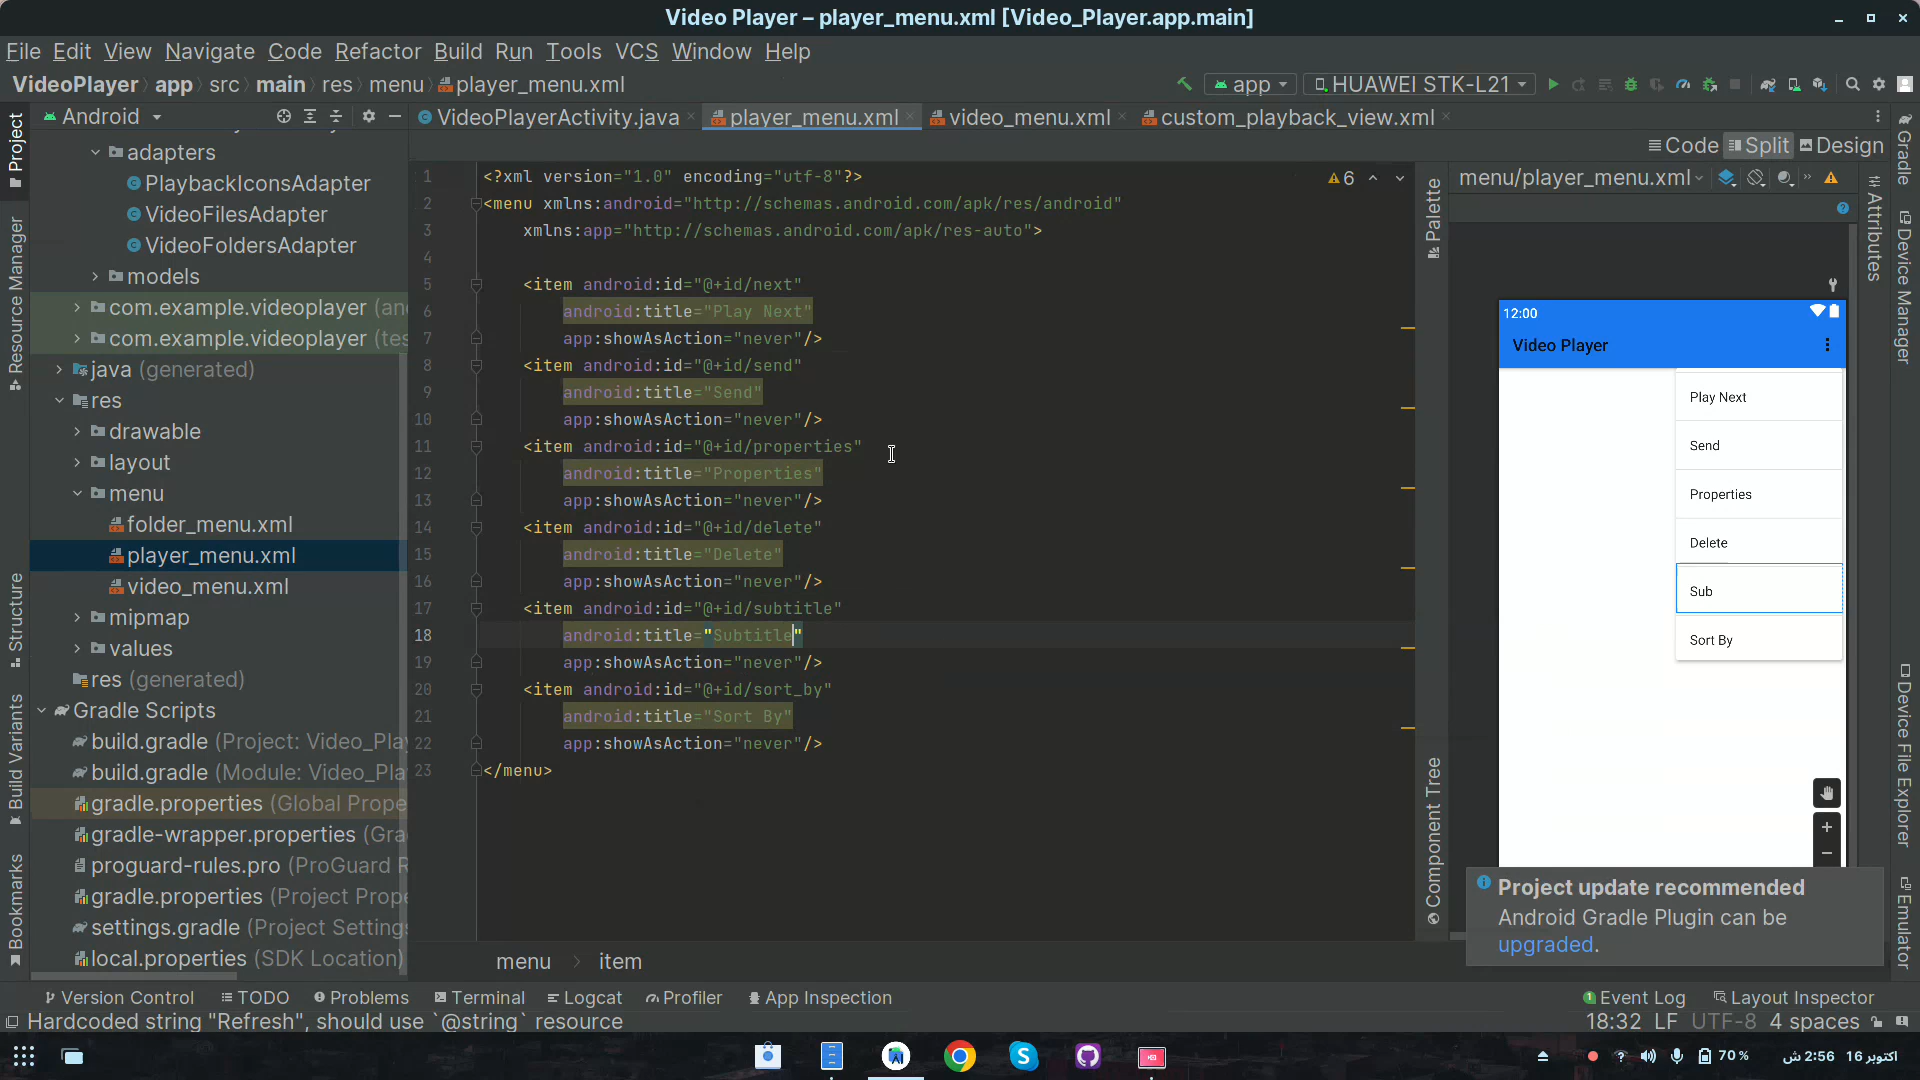 Video Player – player_menu.xml [Video_Player.app.main]
File Edit View Navigate Code Refactor Build Run Tools VCS Window Help
VideoPlayer app src main res menu player_menu.xml
app HUAWEI STK-L21
Android
VideoPlayerActivity.java player_menu.xml video_menu.xml custom_playback_view.xml
Code Split Design
Project
Resource Manager
Structure
Build Variants
Bookmarks
adapters
PlaybackIconsAdapter
VideoFilesAdapter
VideoFoldersAdapter
models
com.example.videoplayer (an
com.example.videoplayer (tes
java (generated)
res
drawable
layout
menu
folder_menu.xml
player_menu.xml
video_menu.xml
mipmap
values
res (generated)
Gradle Scripts
build.gradle (Project: Video_Play
build.gradle (Module: Video_Pla
gradle.properties (Global Prope
gradle-wrapper.properties (Gra
proguard-rules.pro (ProGuard R
gradle.properties (Project Prope
settings.gradle (Project Settings
local.properties (SDK Location)
1 <?xml version="1.0" encoding="utf-8"?>
2 <menu xmlns:android="http://schemas.android.com/apk/res/android"
3 xmlns:app="http://schemas.android.com/apk/res-auto">
4
5 <item android:id="@+id/next"
6 android:title="Play Next"
7 app:showAsAction="never"/>
8 <item android:id="@+id/send"
9 android:title="Send"
10 app:showAsAction="never"/>
11 <item android:id="@+id/properties"
12 android:title="Properties"
13 app:showAsAction="never"/>
14 <item android:id="@+id/delete"
15 android:title="Delete"
16 app:showAsAction="never"/>
17 <item android:id="@+id/subtitle"
18 android:title="Subtitle"
19 app:showAsAction="never"/>
20 <item android:id="@+id/sort_by"
21 android:title="Sort By"
22 app:showAsAction="never"/>
23 </menu>
6
menu item
Palette
Component Tree
menu/player_menu.xml
12:00
Video Player
Play Next
Send
Properties
Delete
Sub
Sort By
Project update recommended
Android Gradle Plugin can be
upgraded.
Attributes
Gradle
Device Manager
Device File Explorer
Emulator
Version Control TODO Problems Terminal Logcat Profiler App Inspection
1 Event Log Layout Inspector
Hardcoded string "Refresh", should use `@string` resource
18:32 LF UTF-8 4 spaces
70 %
اکتوبر 16 2:56 ش